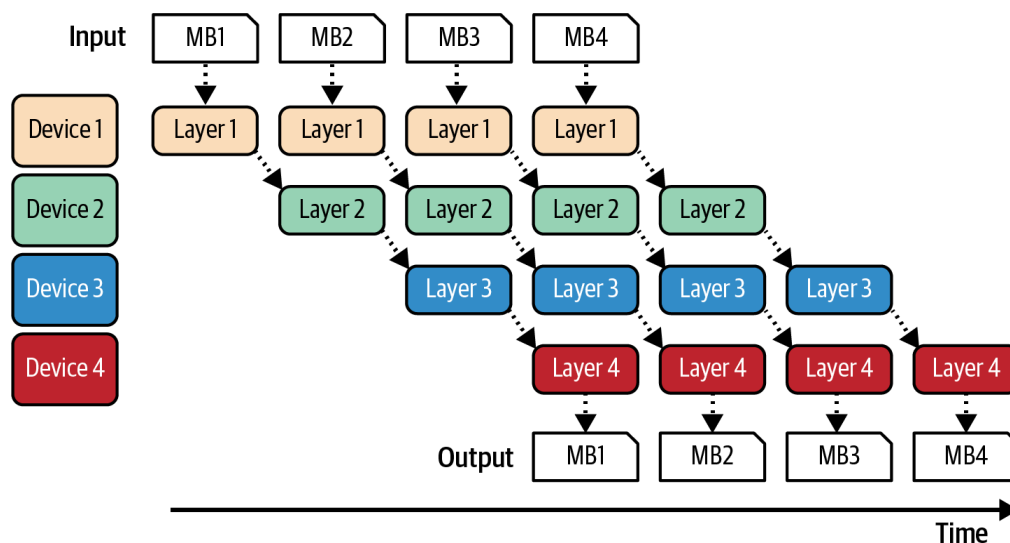 Input MB1 MB2 MB3 MB4
Device 1 Layer 1 Layer 1 Layer 1 Layer 1
Device 2 Layer 2 Layer 2 Layer 2 Layer 2
Device 3 Layer 3 Layer 3 Layer 3 Layer 3
Device 4 Layer 4 Layer 4 Layer 4 Layer 4
Output MB1 MB2 MB3 MB4
Time